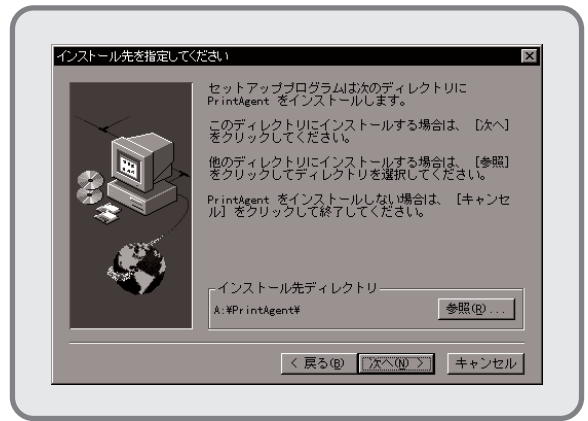 インストール先を指定してください
セットアッププログラムは次のディレクトリに
PrintAgent をインストールします。
このディレクトリにインストールする場合は、［次へ］
をクリックしてください。
他のディレクトリにインストールする場合は、［参照］
をクリックしてディレクトリを選択してください。
PrintAgent をインストールしない場合は、［キャンセ
ル］をクリックして終了してください。
インストール先ディレクトリ
A:¥PrintAgent¥
参照(R)...
< 戻る(B)
次へ(N) >
キャンセル